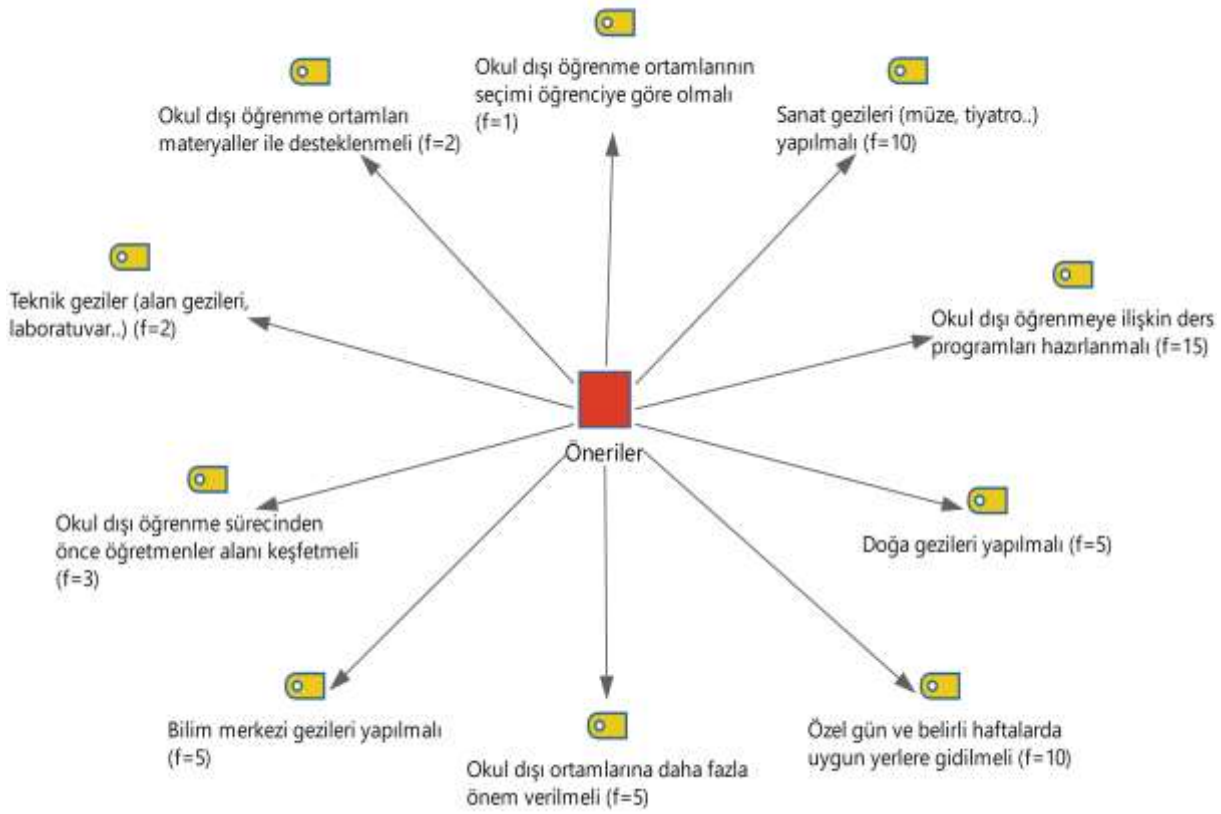 Okul dışı öğrenme ortamlarının
seçimi öğrenciye göre olmalı
(f=1)
Okul dışı öğrenme ortamları
materyaller ile desteklenmeli (f=2)
Sanat gezileri (müze, tiyatro..)
yapılmalı (f=10)
Teknik geziler (alan gezileri,
laboratuvar..) (f=2)
Okul dışı öğrenmeye ilişkin ders
programları hazırlanmalı (f=15)
Öneriler
Okul dışı öğrenme sürecinden
önce öğretmenler alanı keşfetmeli
(f=3)
Doğa gezileri yapılmalı (f=5)
Bilim merkezi gezileri yapılmalı
(f=5)
Okul dışı ortamlarına daha fazla
önem verilmeli (f=5)
Özel gün ve belirli haftalarda
uygun yerlere gidilmeli (f=10)